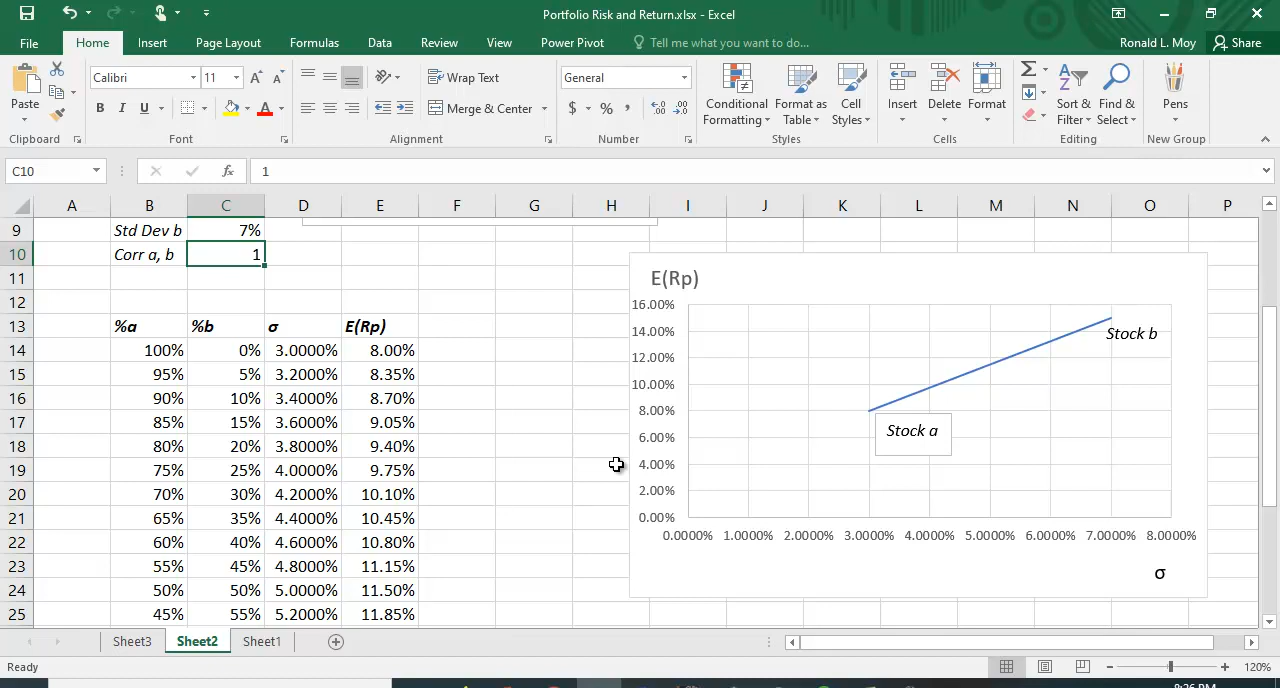 Portfolio Risk and Return.xlsx - Excel
File Home Insert Page Layout Formulas Data Review View Power Pivot Tell me what you want to do... Ronald L. Moy Share
Calibri 11 Wrap Text General
Paste B I U A Merge & Center $ % , Conditional Formatting Format as Table Cell Styles Insert Delete Format Sort & Filter Find & Select Pens
Clipboard Font Alignment Number Styles Cells Editing New Group
C10 fx 1
A B C D E F G H I J K L M N O P
9 Std Dev b 7%
10 Corr a, b 1
11
12
13 %a %b σ E(Rp)
14 100% 0% 3.0000% 8.00%
15 95% 5% 3.2000% 8.35%
16 90% 10% 3.4000% 8.70%
17 85% 15% 3.6000% 9.05%
18 80% 20% 3.8000% 9.40%
19 75% 25% 4.0000% 9.75%
20 70% 30% 4.2000% 10.10%
21 65% 35% 4.4000% 10.45%
22 60% 40% 4.6000% 10.80%
23 55% 45% 4.8000% 11.15%
24 50% 50% 5.0000% 11.50%
25 45% 55% 5.2000% 11.85%
E(Rp)
16.00%
14.00%
Stock b
12.00%
10.00%
8.00%
Stock a
6.00%
4.00%
2.00%
0.00%
0.0000% 1.0000% 2.0000% 3.0000% 4.0000% 5.0000% 6.0000% 7.0000% 8.0000%
σ
Sheet3 Sheet2 Sheet1
Ready 120%